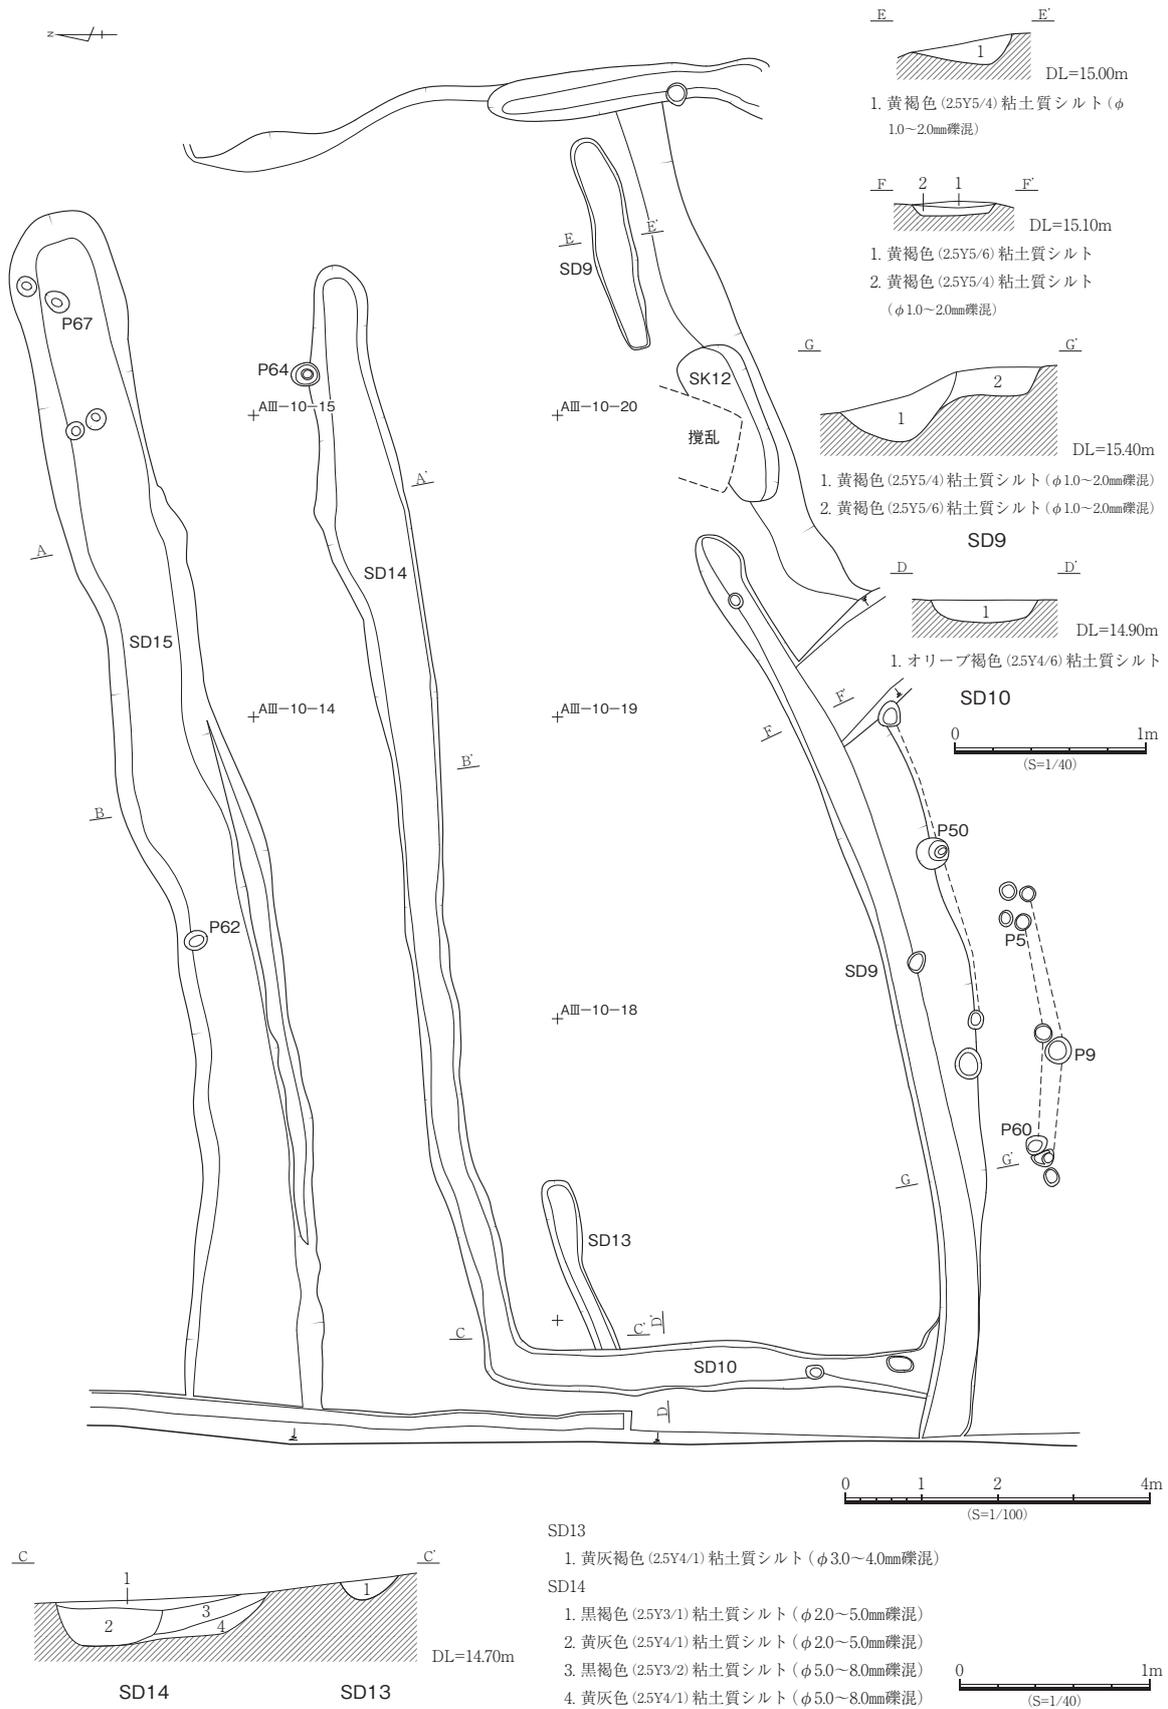 N
E E'
1
DL=15.00m
1. 黄褐色(2.5Y5/4)粘土質シルト(φ
1.0〜2.0㎜礫混)
F 2 1 F'
DL=15.10m
1. 黄褐色(2.5Y5/6)粘土質シルト
2. 黄褐色(2.5Y5/4)粘土質シルト
(φ1.0〜2.0㎜礫混)
G G'
2
1
DL=15.40m
1. 黄褐色(2.5Y5/4)粘土質シルト(φ1.0〜2.0㎜礫混)
2. 黄褐色(2.5Y5/6)粘土質シルト(φ1.0〜2.0㎜礫混)
SD9
D D'
1
DL=14.90m
1. オリーブ褐色(2.5Y4/6)粘土質シルト
SD10
0 1m
(S=1/40)
E E'
SD9
P67
P64
SK12
AⅢ−10−15
AⅢ−10−20
撹乱
A'
A
SD14
SD15
F'
AⅢ−10−14
AⅢ−10−19
F
B'
B
P50
P62
P5
SD9
AⅢ−10−18
P9
P60
G'
G
SD13
C C' D'
SD10
D
0 1 2 4m
(S=1/100)
C C'
1
1
3
2
4
DL=14.70m
SD14 SD13
SD13
1. 黄灰褐色(2.5Y4/1)粘土質シルト(φ3.0〜4.0㎜礫混)
SD14
1. 黒褐色(2.5Y3/1)粘土質シルト(φ2.0〜5.0㎜礫混)
2. 黄灰色(2.5Y4/1)粘土質シルト(φ2.0〜5.0㎜礫混)
3. 黒褐色(2.5Y3/2)粘土質シルト(φ5.0〜8.0㎜礫混)
4. 黄灰色(2.5Y4/1)粘土質シルト(φ5.0〜8.0㎜礫混)
0 1m
(S=1/40)